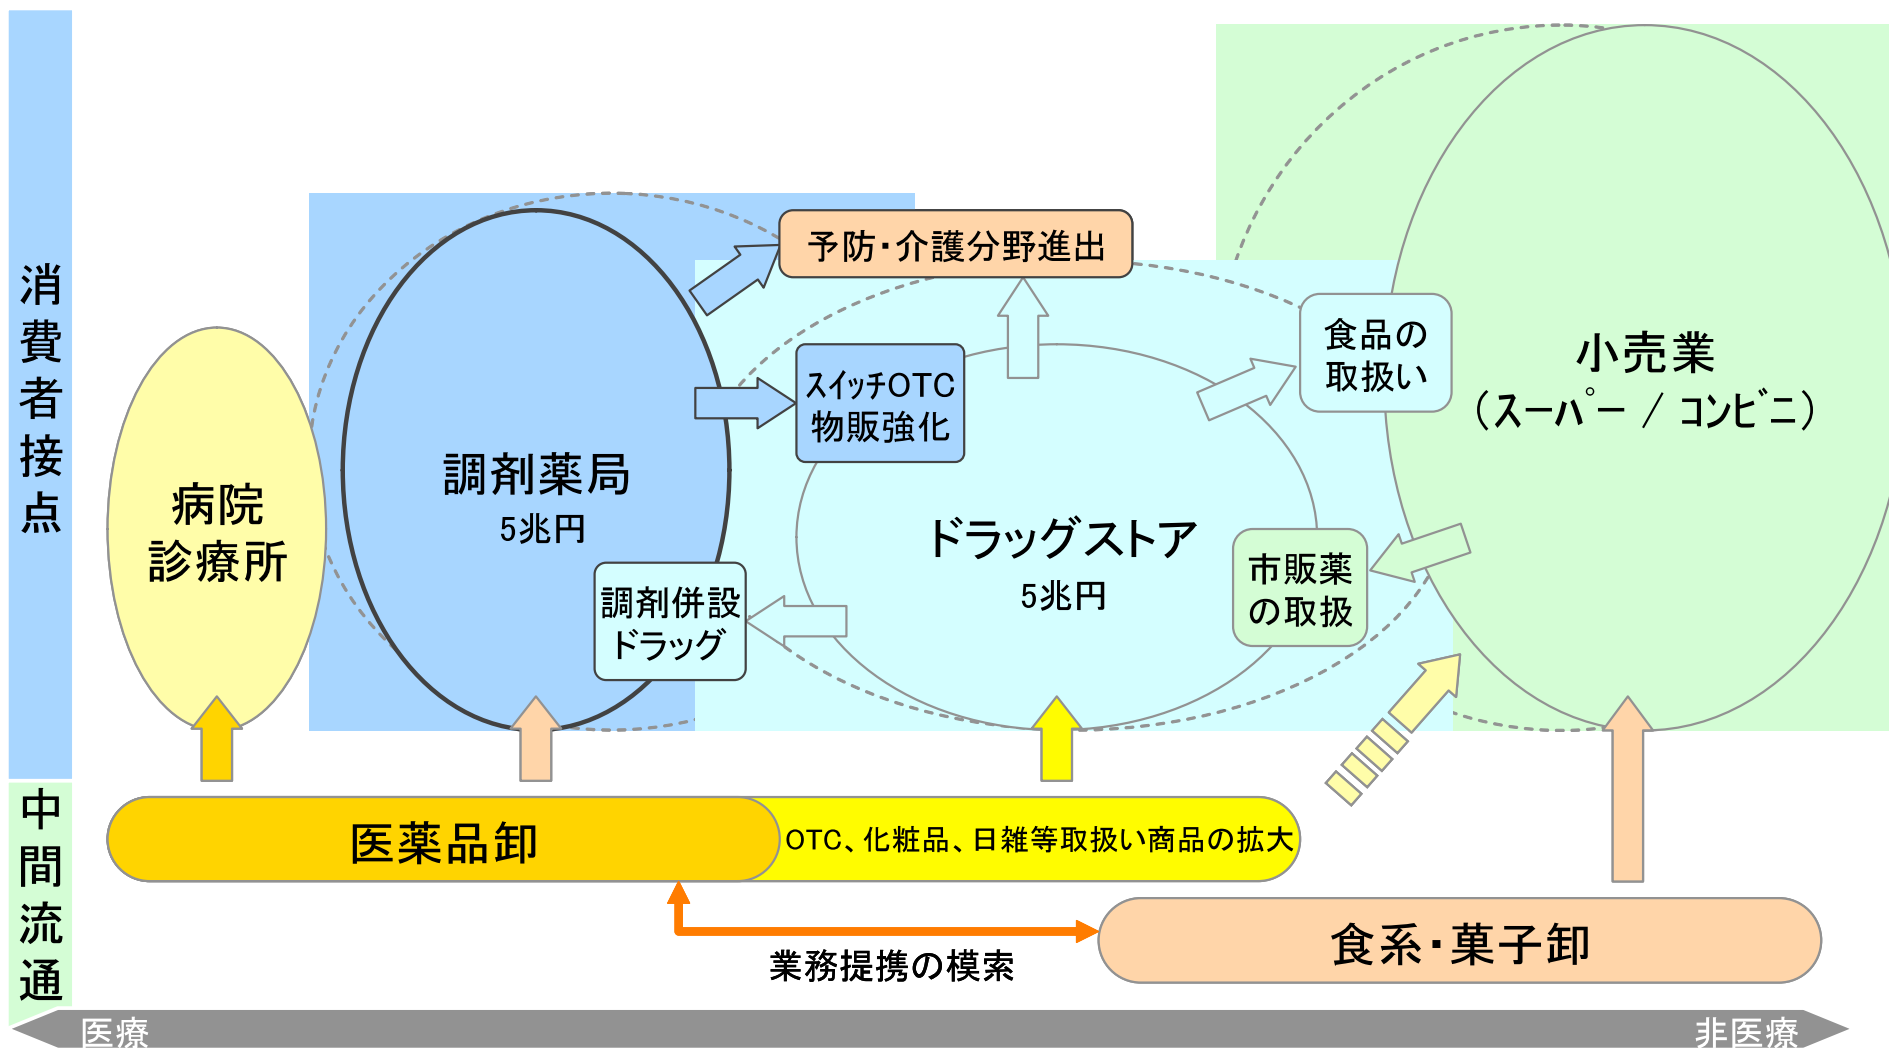 消費者接点
予防・介護分野進出
食品の
取扱い
小売業
（ｽｰﾊﾟｰ / ｺﾝﾋﾞﾆ）
ｽｲｯﾁOTC
物販強化
調剤薬局
5兆円
病院
診療所
ドラッグストア
5兆円
市販薬
の取扱
調剤併設
ドラッグ
中間流通
医薬品卸
OTC、化粧品、日雑等取扱い商品の拡大
業務提携の模索
食系・菓子卸
医療
非医療